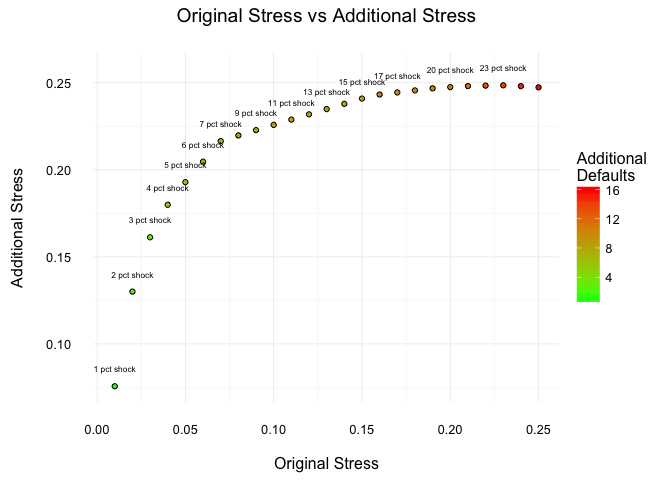 Original Stress vs Additional Stress
23 pct shock
20 pct shock
17 pct shock
15 pct shock
13 pct shock
11 pct shock
9 pct shock
7 pct shock
6 pct shock
5 pct shock
4 pct shock
3 pct shock
2 pct shock
1 pct shock
0.25
0.20
0.15
0.10
Additional Stress
0.00
0.05
0.10
0.15
0.20
0.25
Original Stress
Additional
Defaults
16
12
8
4